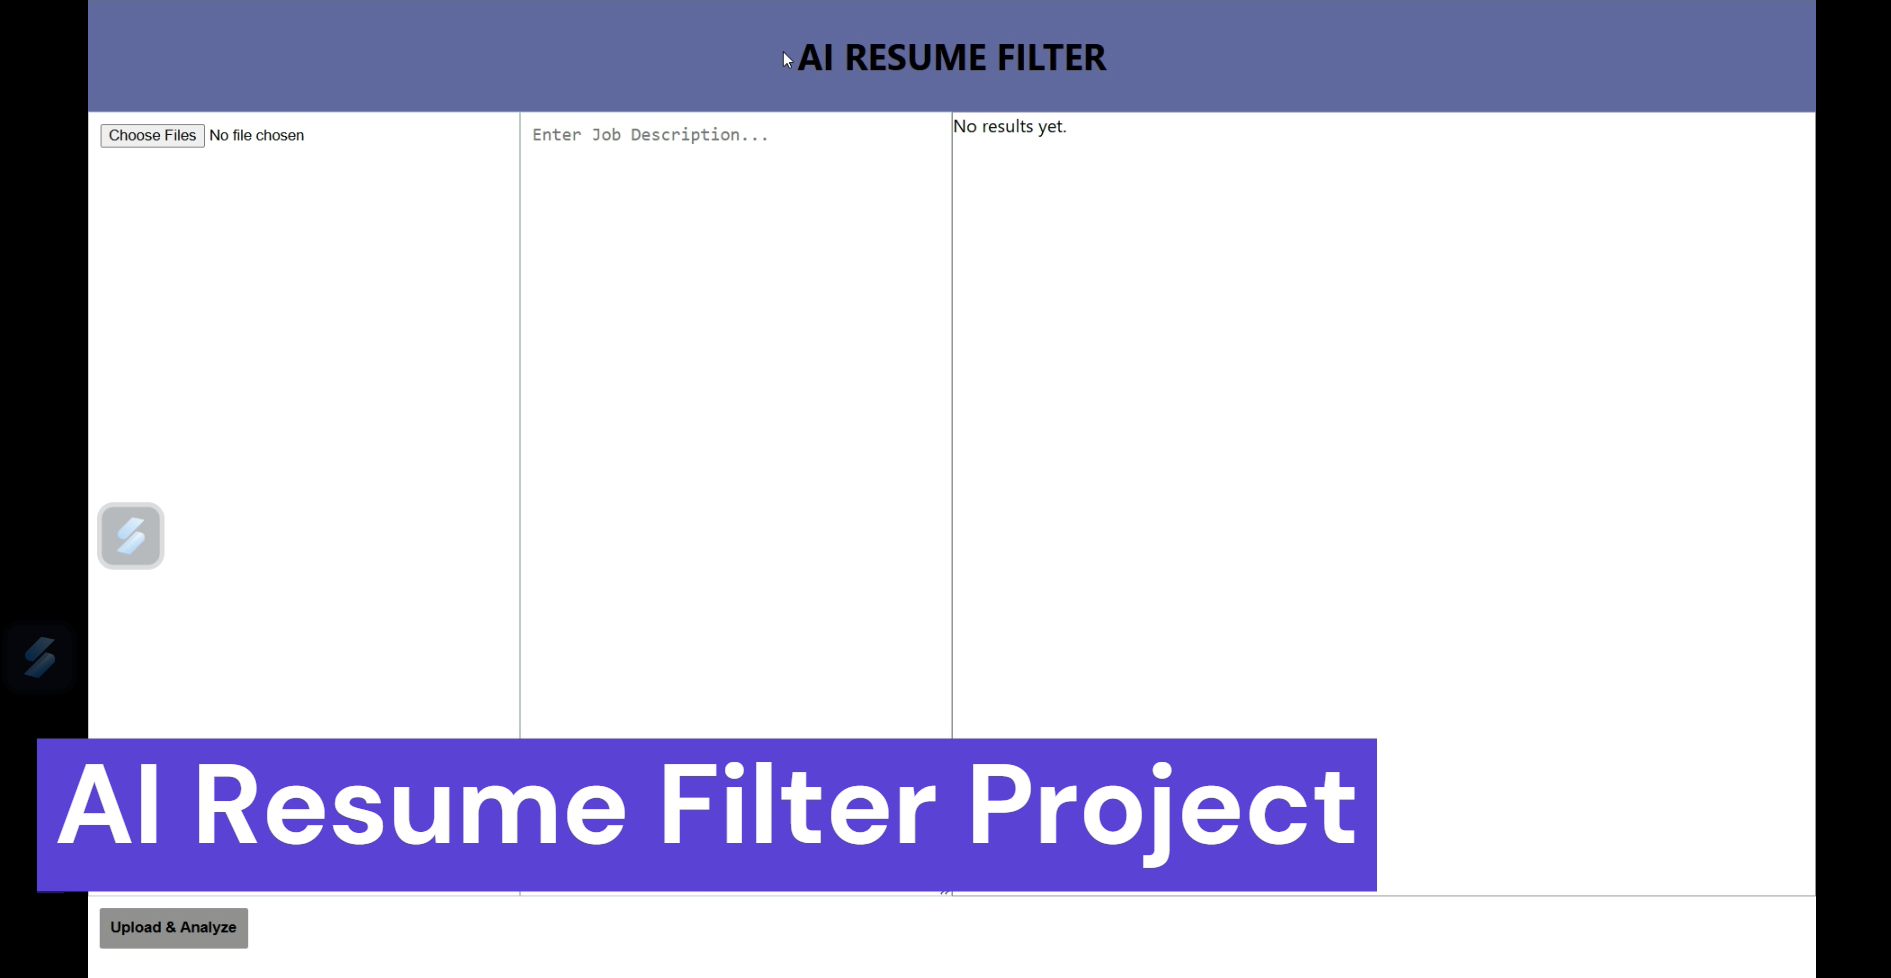 AI RESUME FILTER
Choose Files No file chosen
Enter Job Description...
No results yet.
AI Resume Filter Project
Upload & Analyze